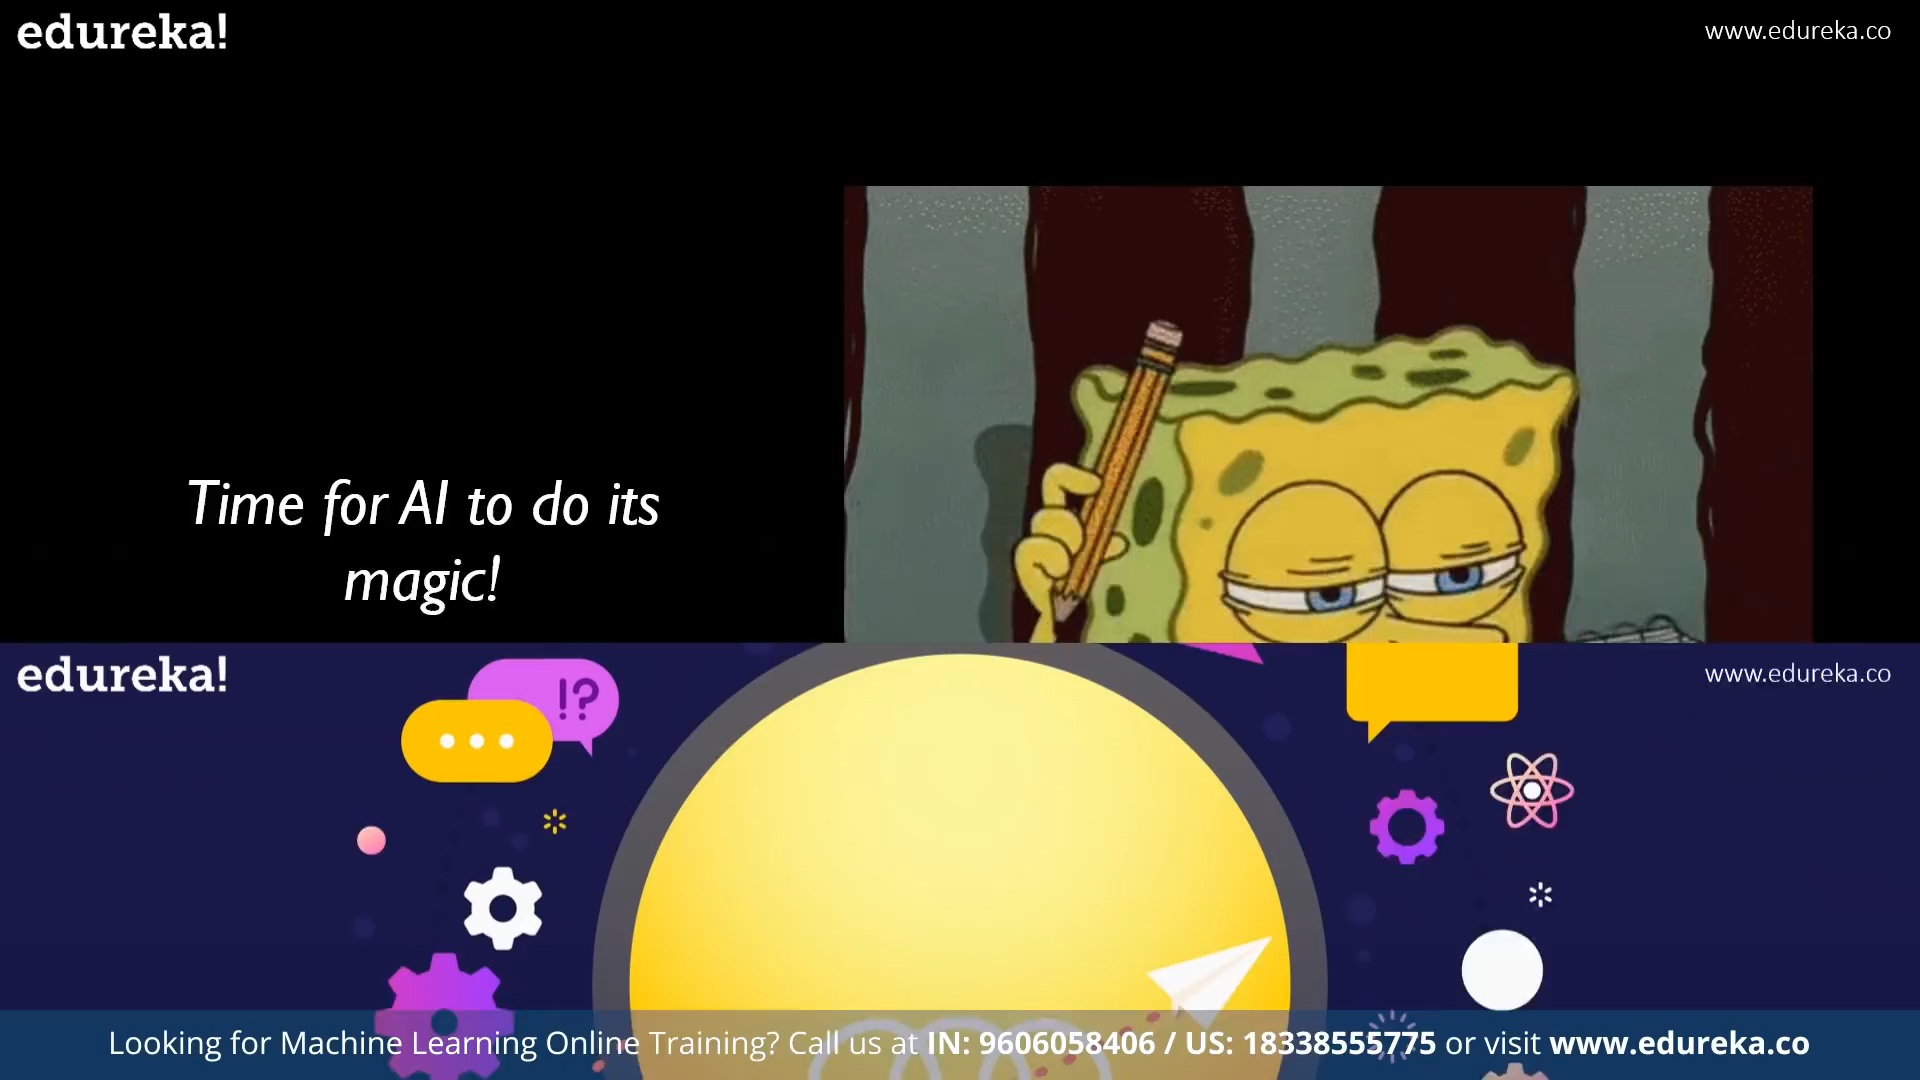 edureka!
www.edureka.co
Time for AI to do its
magic!
edureka!
www.edureka.co
!?
Looking for Machine Learning Online Training? Call us at IN: 9606058406 / US: 18338555775 or visit www.edureka.co